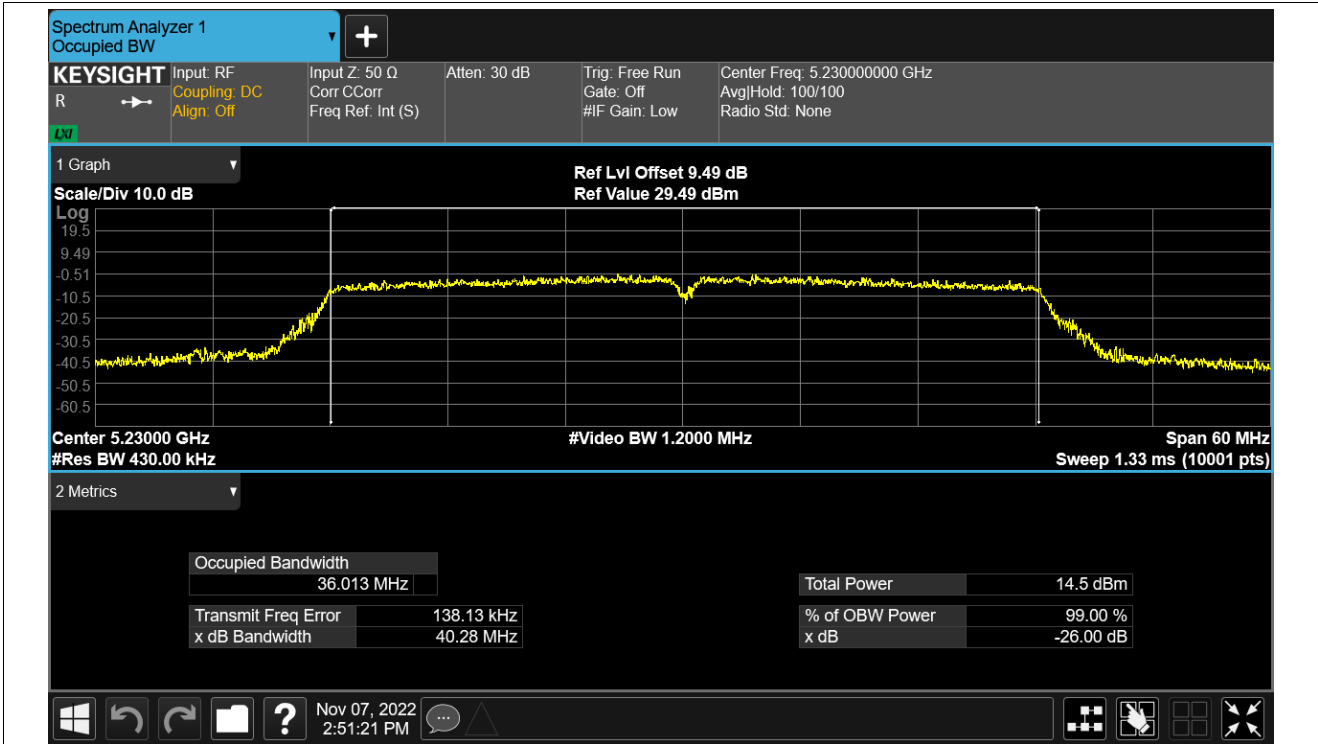 Spectrum Analyzer 1
Occupied BW
KEYSIGHT
R
LXI
Input: RF
Coupling: DC
Align: Off
Input Z: 50 Ω
Corr CCorr
Freq Ref: Int (S)
Atten: 30 dB
Trig: Free Run
Gate: Off
#IF Gain: Low
Center Freq: 5.230000000 GHz
Avg|Hold: 100/100
Radio Std: None
1 Graph
Scale/Div 10.0 dB
Ref Lvl Offset 9.49 dB
Ref Value 29.49 dBm
Log
19.5
9.49
-0.51
-10.5
-20.5
-30.5
-40.5
-50.5
-60.5
Center 5.23000 GHz
#Video BW 1.2000 MHz
Span 60 MHz
#Res BW 430.00 kHz
Sweep 1.33 ms (10001 pts)
2 Metrics
Occupied Bandwidth
36.013 MHz
Total Power 14.5 dBm
Transmit Freq Error 138.13 kHz
% of OBW Power 99.00 %
x dB Bandwidth 40.28 MHz
x dB -26.00 dB
?
Nov 07, 2022
2:51:21 PM